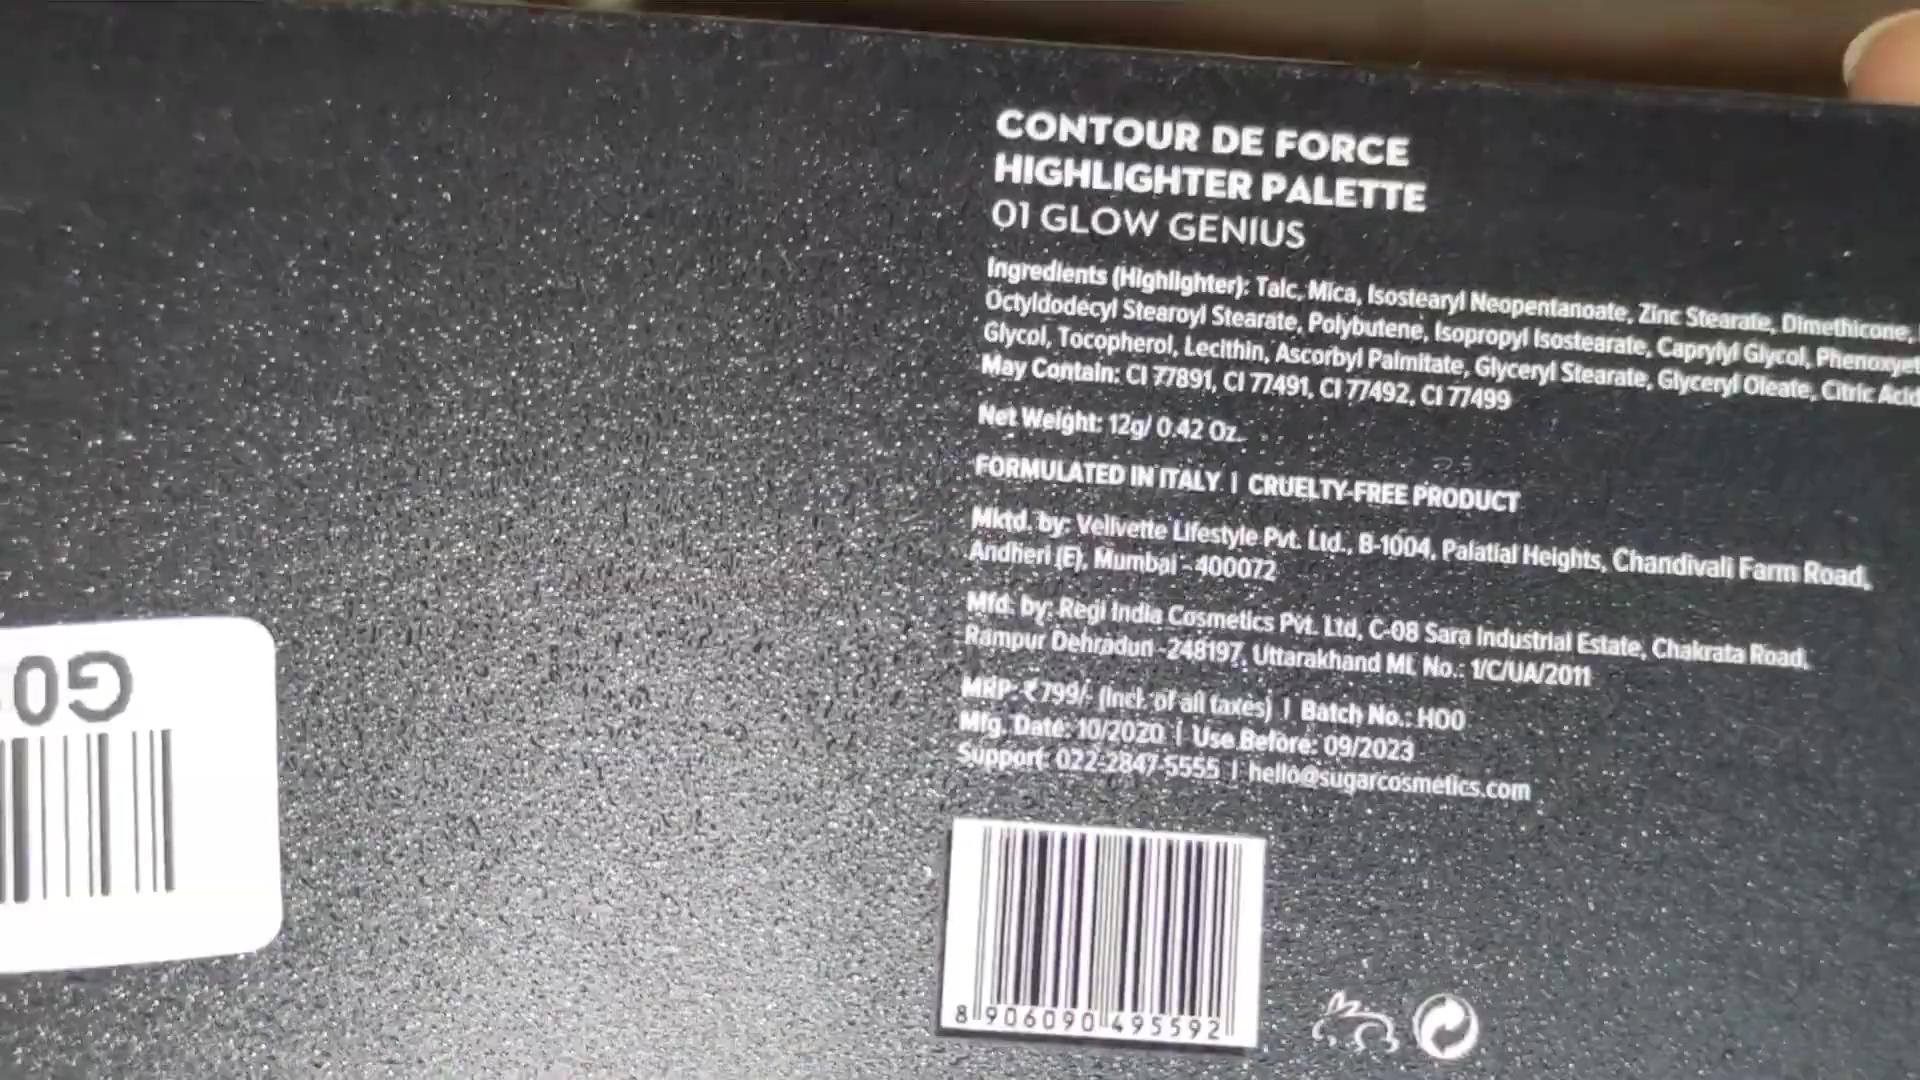 CONTOUR DE FORCE
HIGHLIGHTER PALETTE
01 GLOW GENIUS
Ingredients (Highlighter): Talc, Mica, Isostearyl Neopentanoate, Zinc Stearate, Dimethicone,
Octyldodecyl Stearoyl Stearate, Polybutene, Isopropyl Isostearate, Caprylyl Glycol, Phenoxyet
Glycol, Tocopherol, Lecithin, Ascorbyl Palmitate, Glyceryl Stearate, Glyceryl Oleate, Citric Acid
May Contain: CI 77891, CI 77491, CI 77492, CI 77499
Net Weight: 12g/ 0.42 Oz.
FORMULATED IN ITALY | CRUELTY-FREE PRODUCT
Mktd. by: Vellvette Lifestyle Pvt. Ltd., B-1004, Palatial Heights, Chandivali Farm Road,
Andheri (E), Mumbai - 400072
Mfd. by: Regi India Cosmetics Pvt. Ltd, C-08 Sara Industrial Estate, Chakrata Road,
Rampur Dehradun -248197, Uttarakhand ML No.: 1/C/UA/2011
MRP: ₹ 799/- (Incl. of all taxes) | Batch No.: H00
Mfg. Date: 10/2020 | Use Before: 09/2023
Support: 022-2847-5555 | hello@sugarcosmetics.com
8 906090 495592
G0